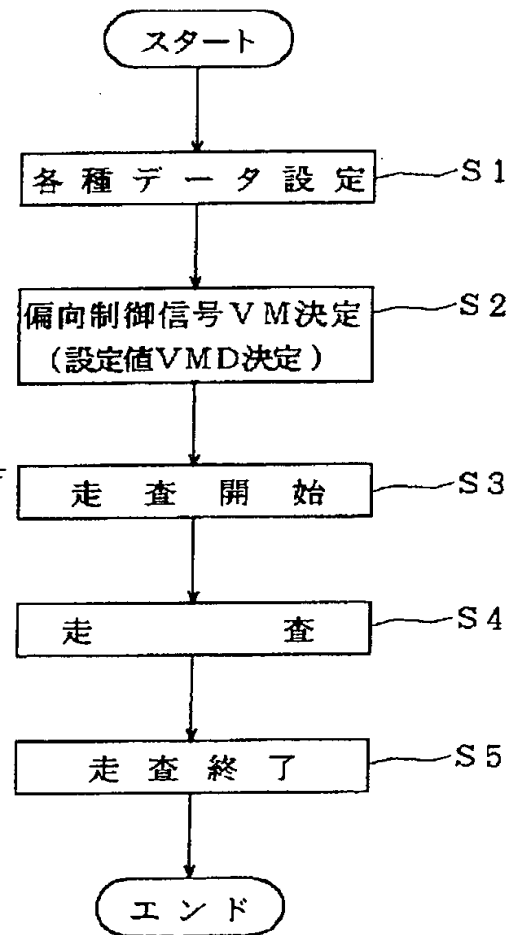 スタート
各種データ設定 S1
偏向制御信号VM決定 S2
(設定値VMD決定)
走査開始 S3
走査 S4
走査終了 S5
エンド